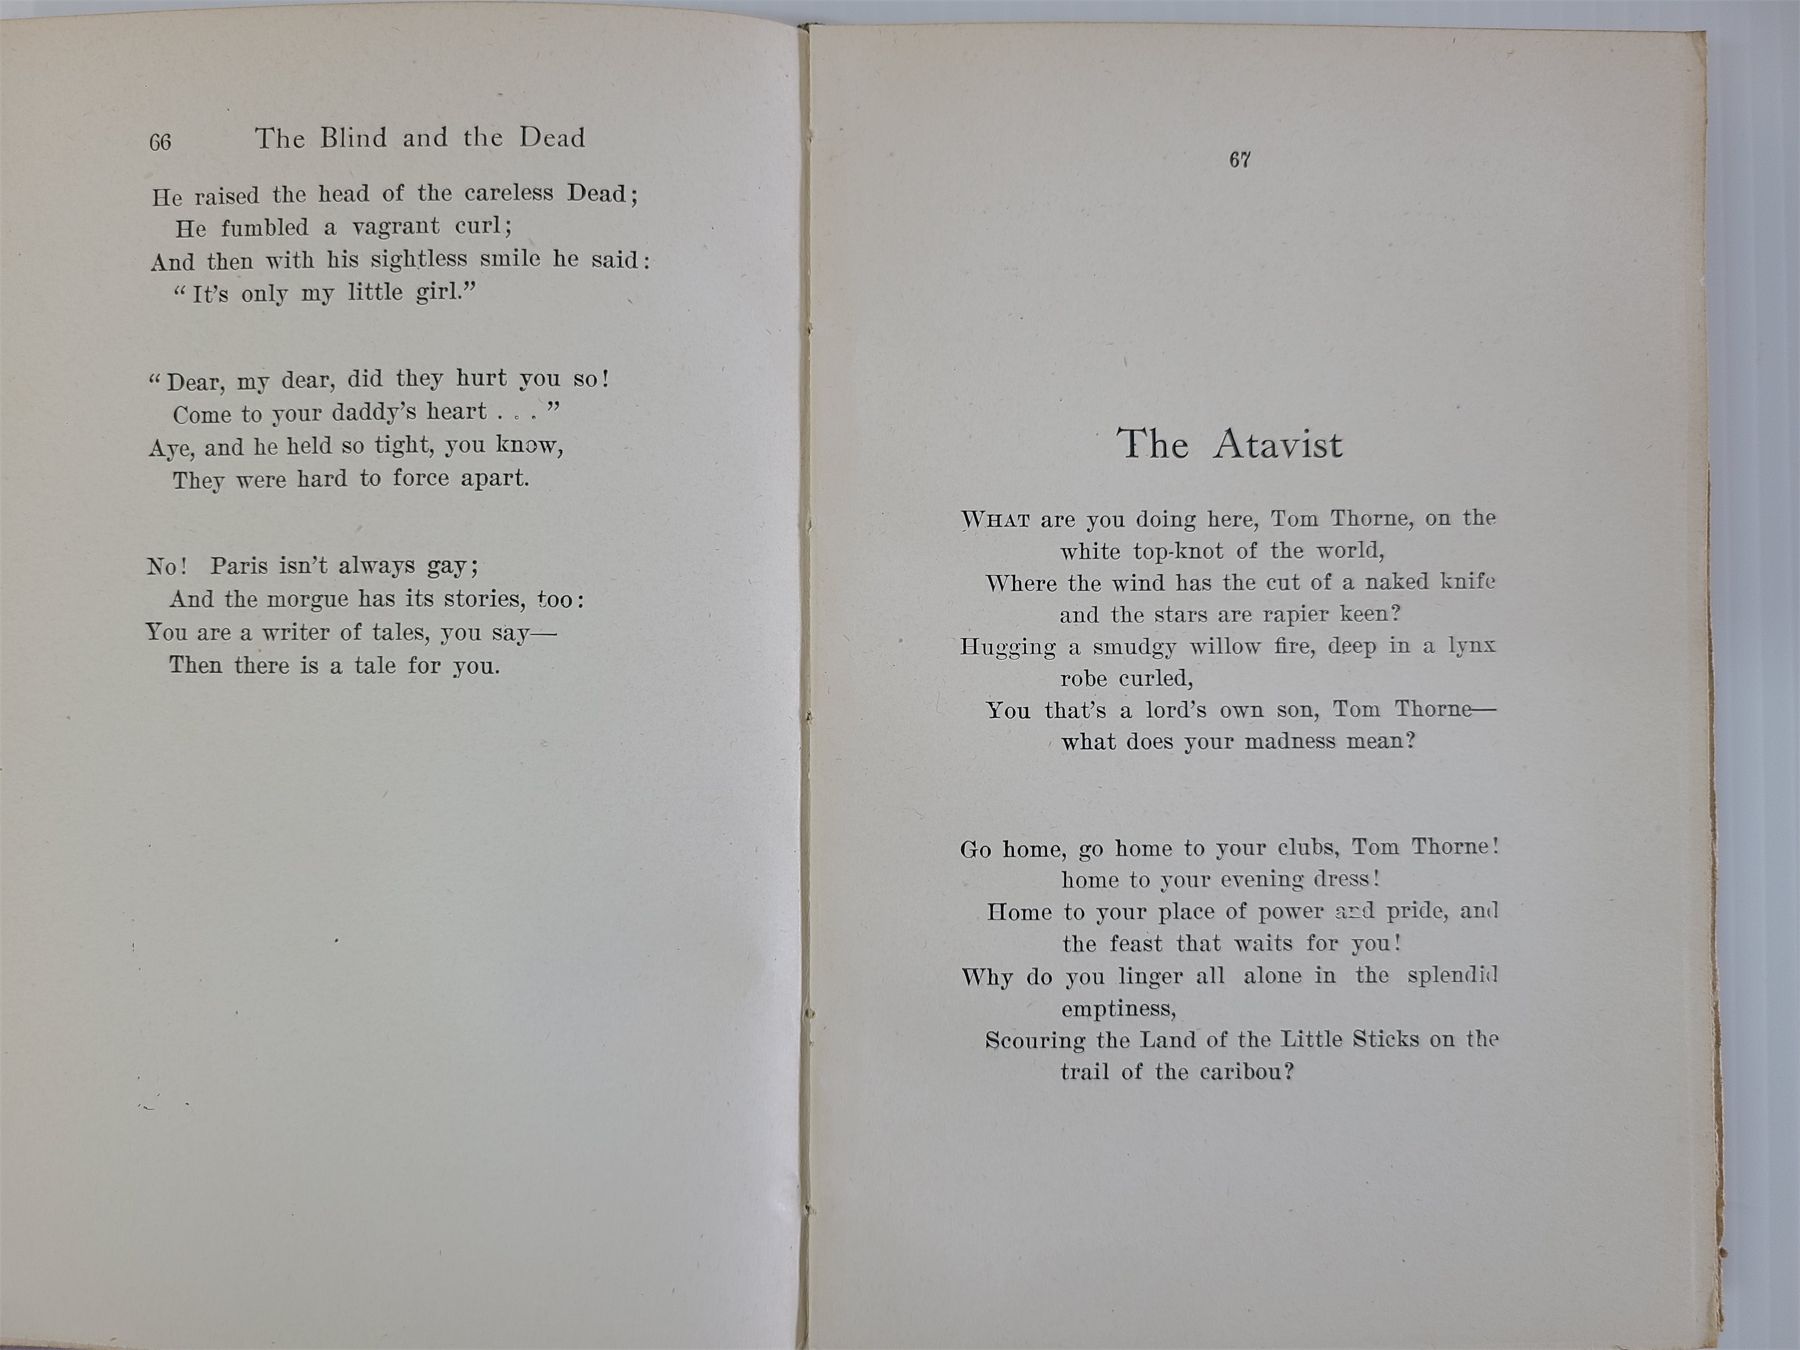 66 The Blind and the Dead
He raised the head of the careless Dead;
He fumbled a vagrant curl;
And then with his sightless smile he said:
“It’s only my little girl.”
“Dear, my dear, did they hurt you so!
Come to your daddy’s heart . . .”
Aye, and he held so tight, you know,
They were hard to force apart.
No! Paris isn’t always gay;
And the morgue has its stories, too:
You are a writer of tales, you say—
Then there is a tale for you.
67
The Atavist
WHAT are you doing here, Tom Thorne, on the
white top-knot of the world,
Where the wind has the cut of a naked knife
and the stars are rapier keen?
Hugging a smudgy willow fire, deep in a lynx
robe curled,
You that’s a lord’s own son, Tom Thorne—
what does your madness mean?
Go home, go home to your clubs, Tom Thorne!
home to your evening dress!
Home to your place of power and pride, and
the feast that waits for you!
Why do you linger all alone in the splendid
emptiness,
Scouring the Land of the Little Sticks on the
trail of the caribou?